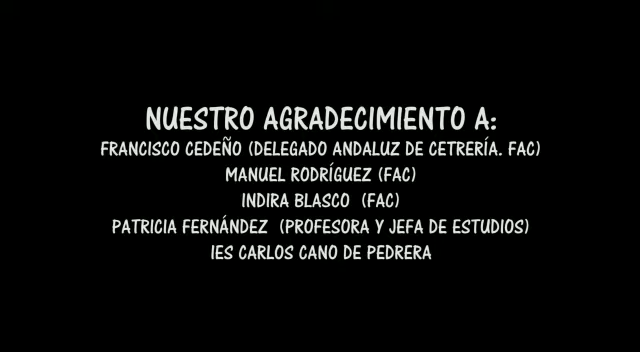 NUESTRO AGRADECIMIENTO A:
FRANCISCO CEDEÑO (DELEGADO ANDALUZ DE CETRERÍA. FAC)
MANUEL RODRÍGUEZ (FAC)
INDIRA BLASCO (FAC)
PATRICIA FERNÁNDEZ (PROFESORA Y JEFA DE ESTUDIOS)
IES CARLOS CANO DE PEDRERA